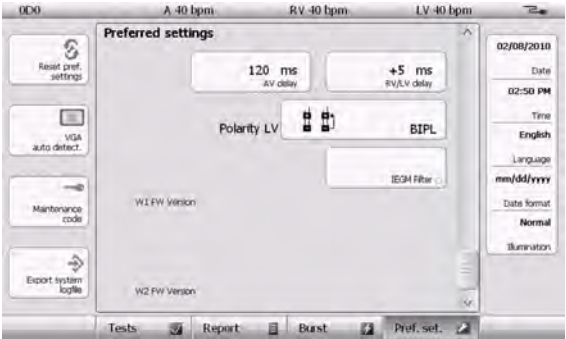 0D0 A 40 bpm RV 40 bpm LV 40 bpm
Preferred settings
Reset pref.
settings
VGA
auto detect.
Maintenance
code
Export system
logfile
120 ms
AV delay
+5 ms
RV/LV delay
Polarity LV
BIPL
IEGM Filter
W1 FW Version
W2 FW Version
02/08/2010
Date
02:50 PM
Time
English
Language
mm/dd/yyyy
Date format
Normal
Illumination
Tests Report Burst Pref. set.